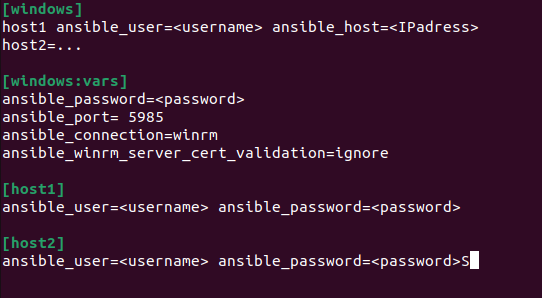 [windows]
host1 ansible_user=<username> ansible_host=<IPadress>
host2=...
[windows:vars]
ansible_password=<password>
ansible_port= 5985
ansible_connection=winrm
ansible_winrm_server_cert_validation=ignore
[host1]
ansible_user=<username> ansible_password=<password>
[host2]
ansible_user=<username> ansible_password=<password>S